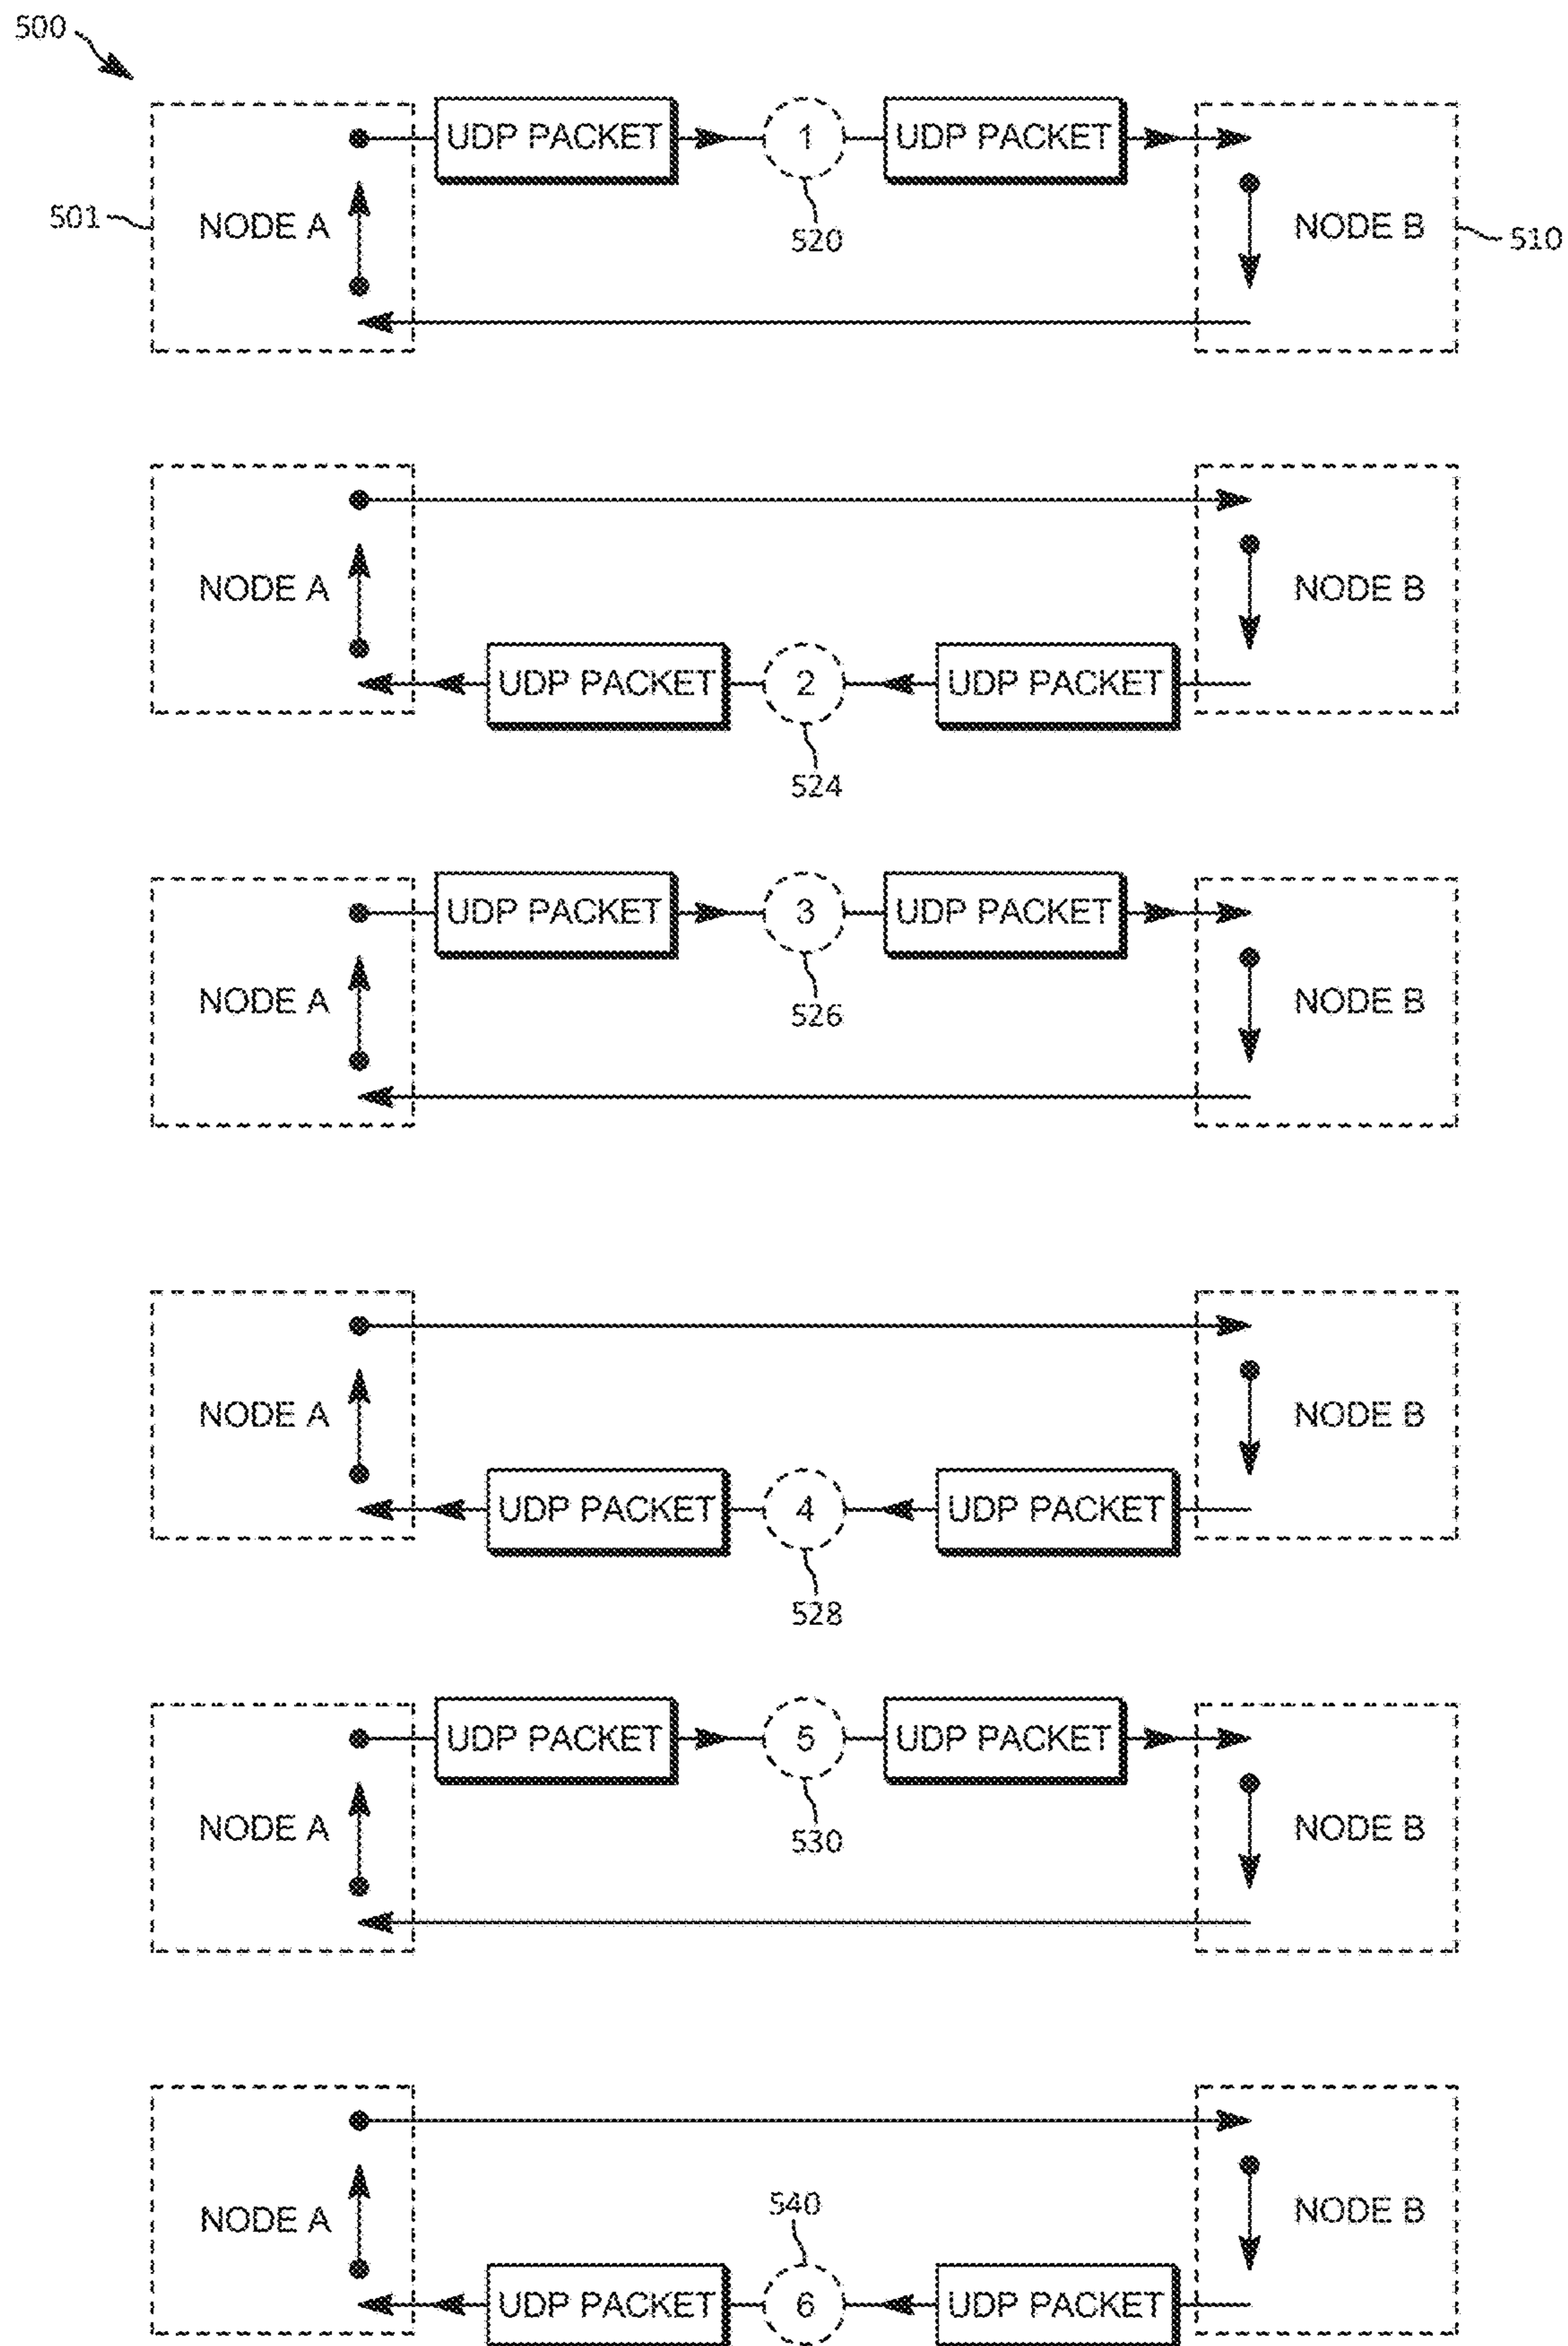 500
UDP PACKET 1 UDP PACKET
501 NODE A 520 NODE B 510
NODE A NODE B
UDP PACKET 2 UDP PACKET
524
UDP PACKET 3 UDP PACKET
NODE A 526 NODE B
NODE A NODE B
UDP PACKET 4 UDP PACKET
528
UDP PACKET 5 UDP PACKET
NODE A 530 NODE B
NODE A 540 NODE B
UDP PACKET 6 UDP PACKET